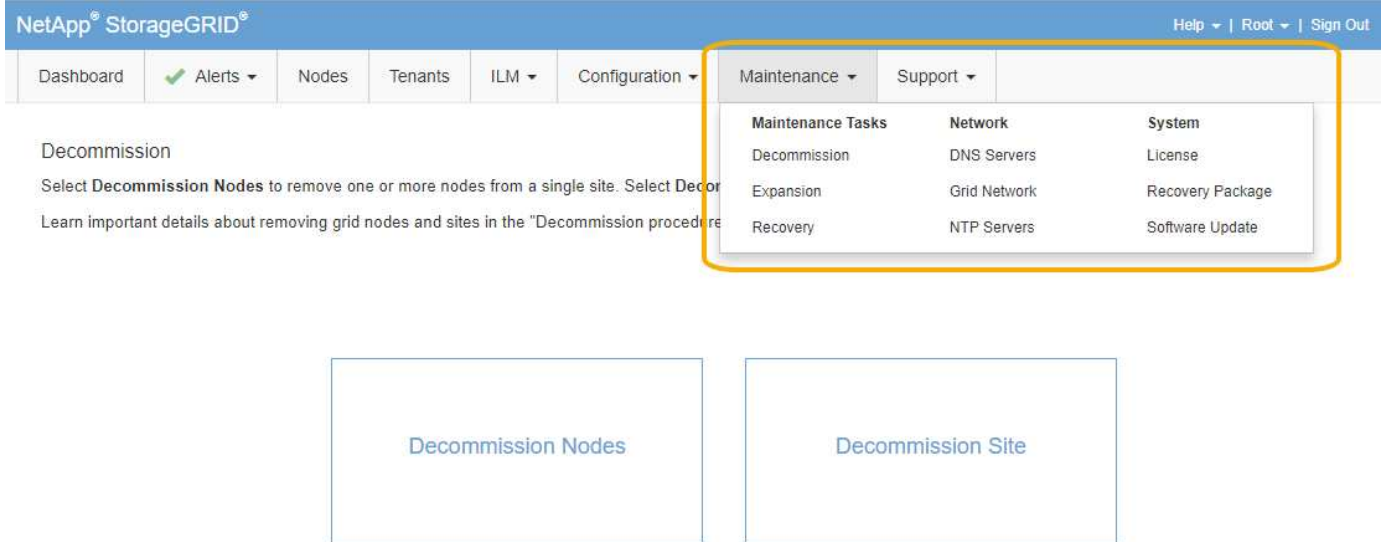 NetApp® StorageGRID®
Help | Root | Sign Out
Dashboard Alerts Nodes Tenants ILM Configuration Maintenance Support
Maintenance Tasks Network System
Decommission DNS Servers License
Expansion Grid Network Recovery Package
Recovery NTP Servers Software Update
Decommission
Select Decommission Nodes to remove one or more nodes from a single site. Select
Learn important details about removing grid nodes and sites in the "Decommission
Decommission Nodes
Decommission Site